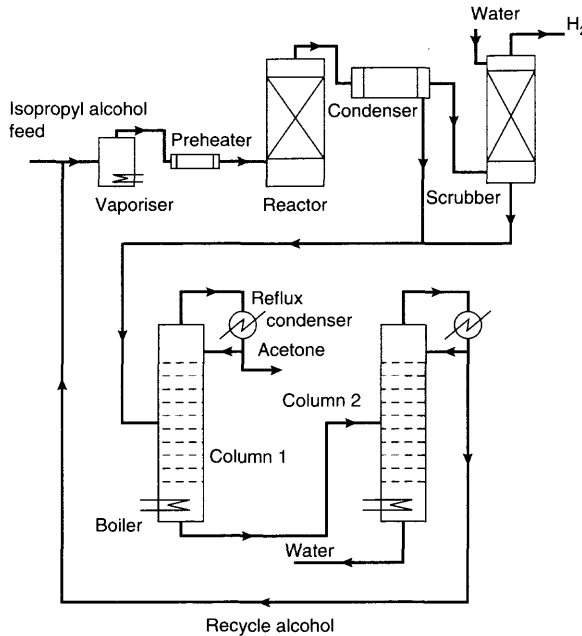 Water
H2
Isopropyl alcohol
feed
Preheater
Condenser
Vaporiser
Reactor
Scrubber
Reflux
condenser
Acetone
Column 2
Column 1
Boiler
Water
Recycle alcohol